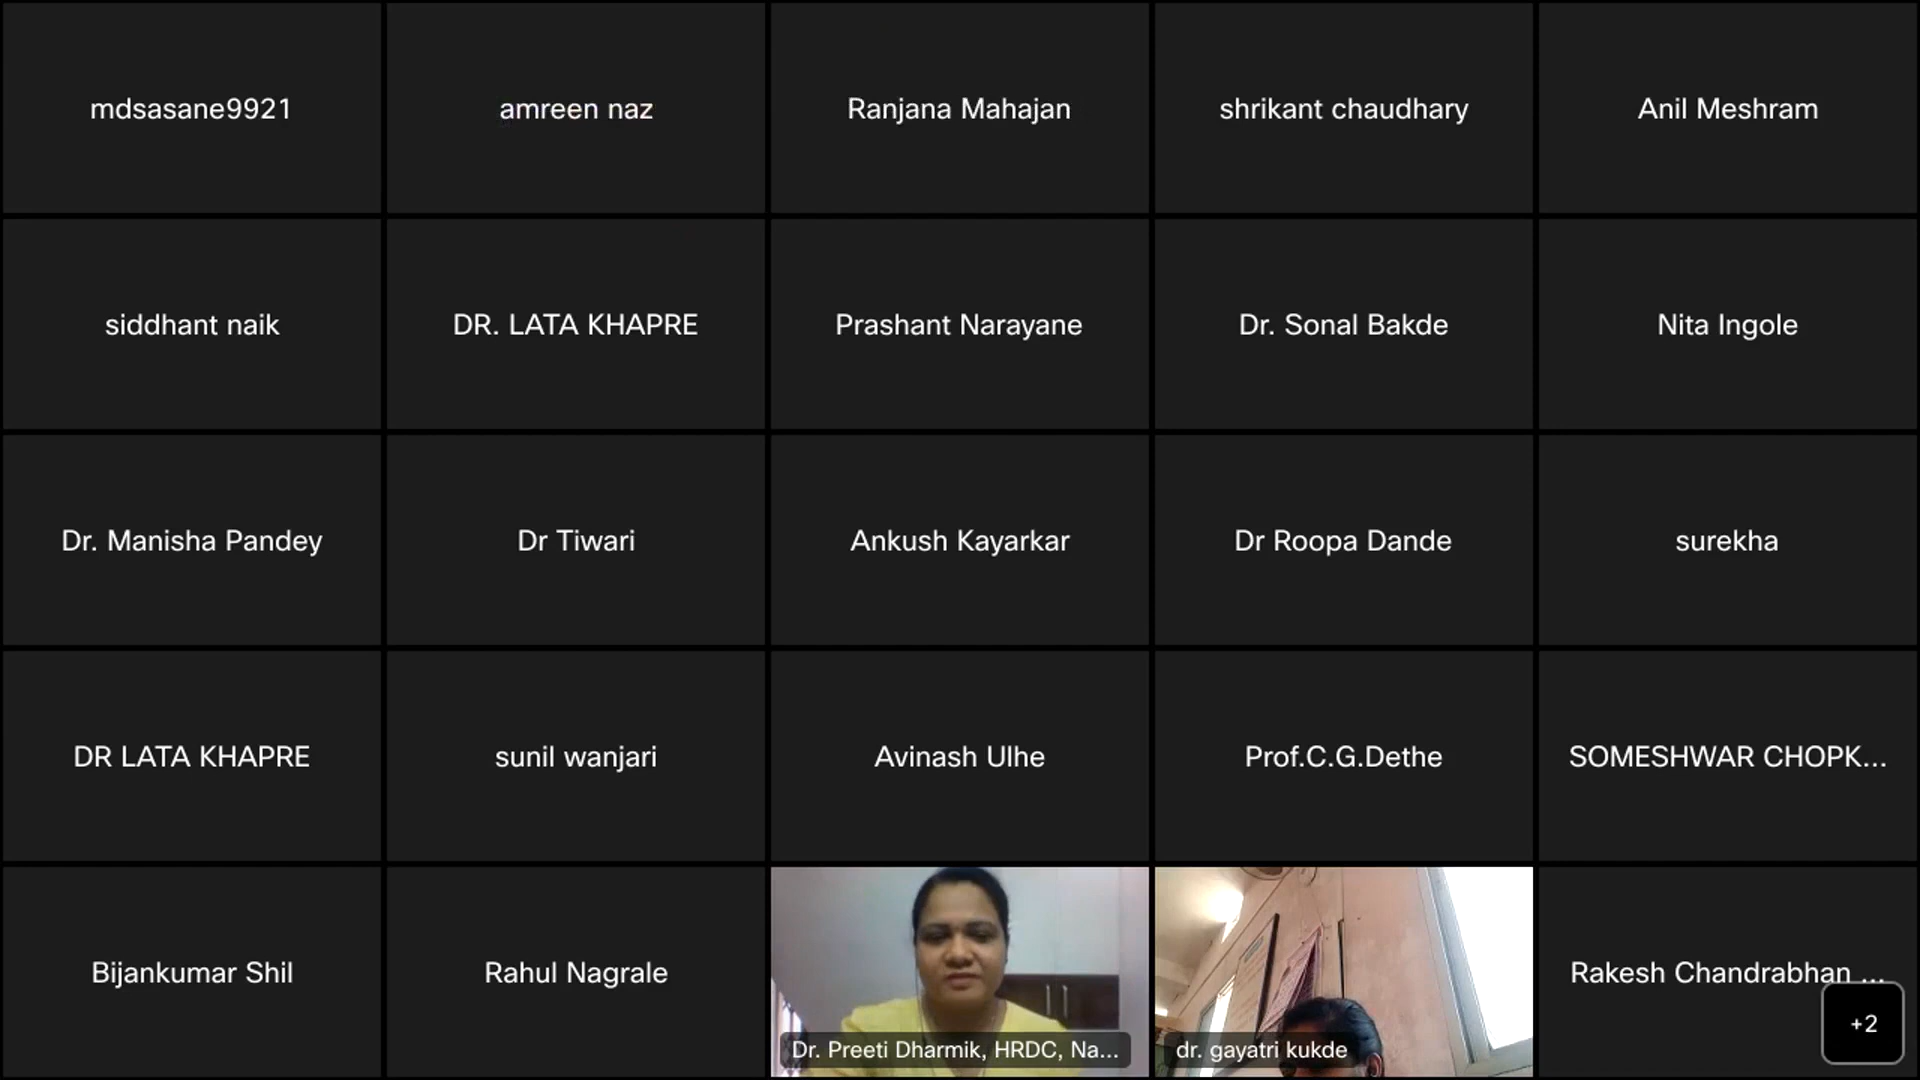 mdsasane9921
amreen naz
Ranjana Mahajan
shrikant chaudhary
Anil Meshram
siddhant naik
DR. LATA KHAPRE
Prashant Narayane
Dr. Sonal Bakde
Nita Ingole
Dr. Manisha Pandey
Dr Tiwari
Ankush Kayarkar
Dr Roopa Dande
surekha
DR LATA KHAPRE
sunil wanjari
Avinash Ulhe
Prof.C.G.Dethe
SOMESHWAR CHOPK...
Bijankumar Shil
Rahul Nagrale
Dr. Preeti Dharmik, HRDC, Na...
dr. gayatri kukde
Rakesh Chandrabhan ...
+2